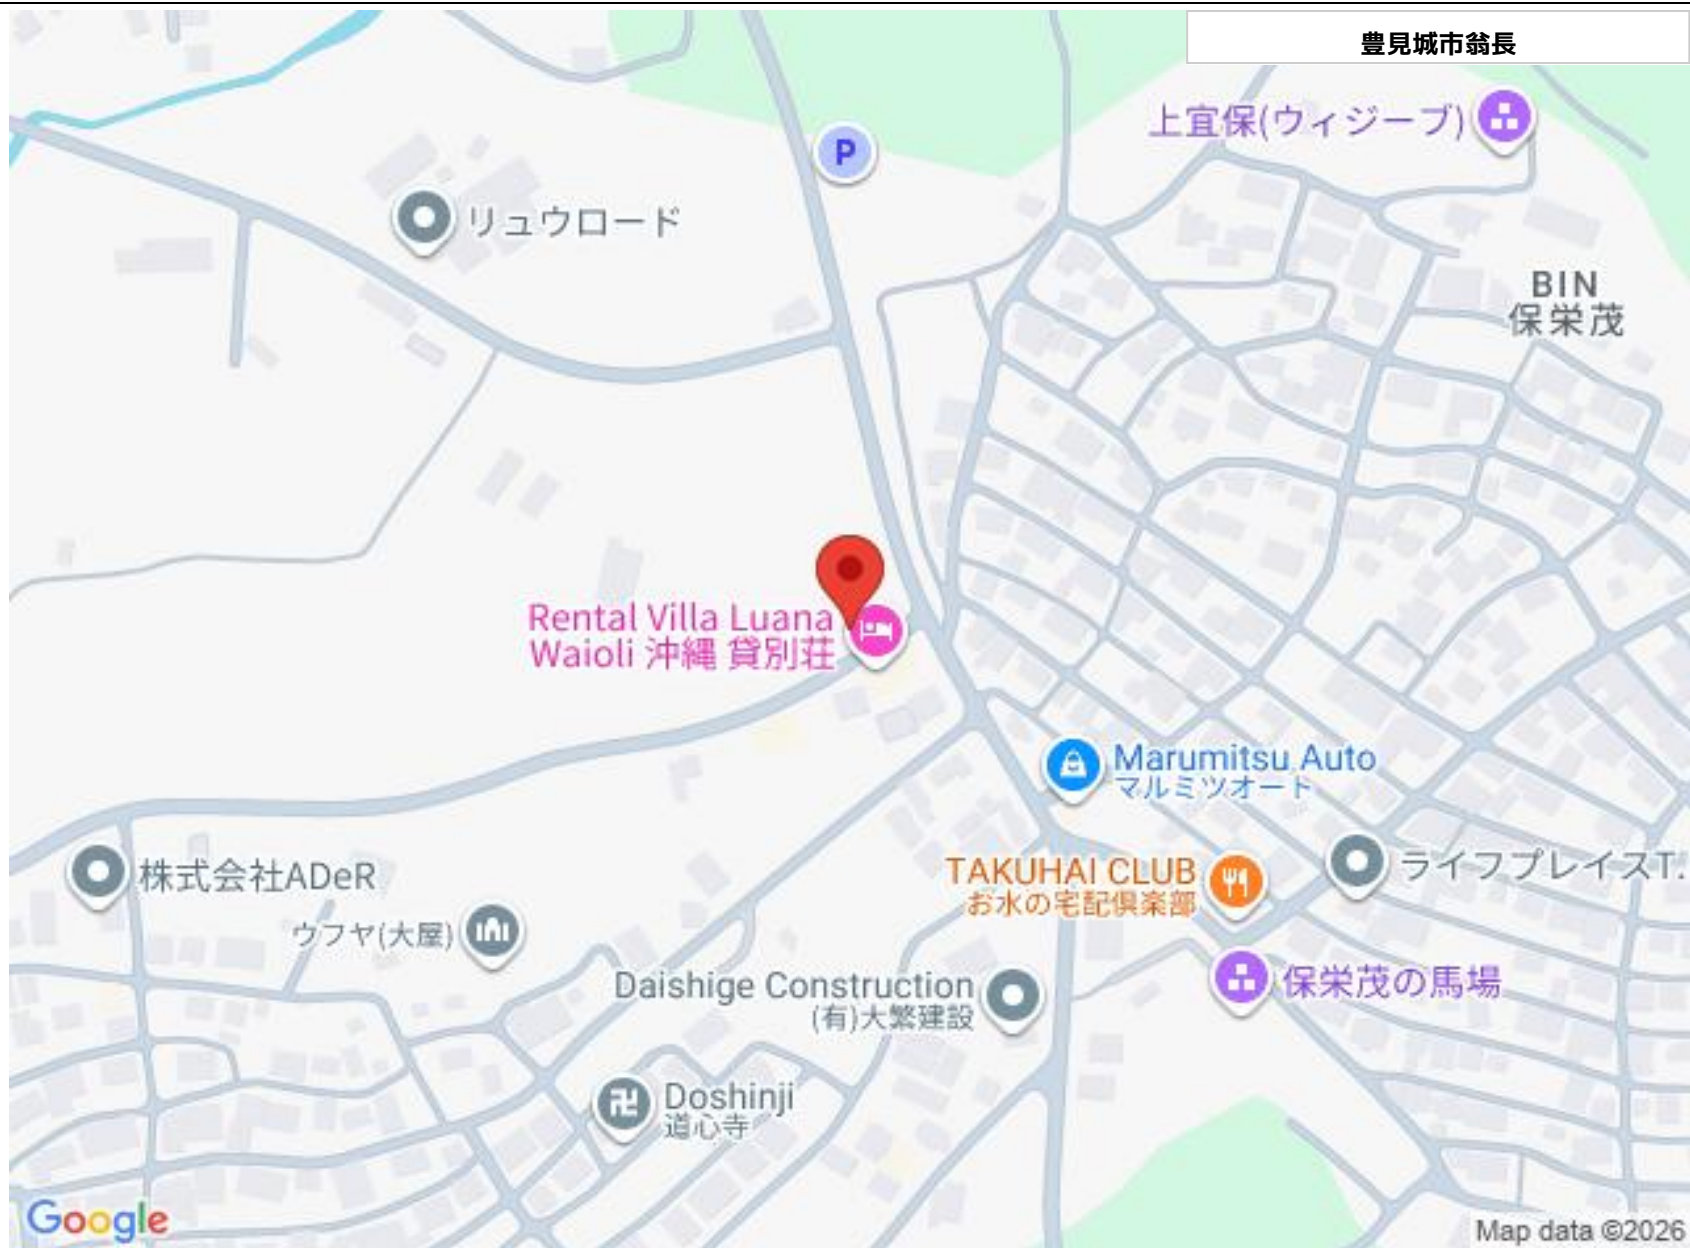 豊見城市翁長
上宜保(ウィジーブ)
リュウロード
BIN
保栄茂
Rental Villa Luana
Waioli 沖縄 貸別荘
Marumitsu Auto
マルミツオート
TAKUHAI CLUB
お水の宅配倶楽部
ライフプレイスT.
株式会社ADeR
ウフヤ(大屋)
Daishige Construction
(有)大繁建設
保栄茂の馬場
Doshinji
道心寺
Google
Map data ©2026
P